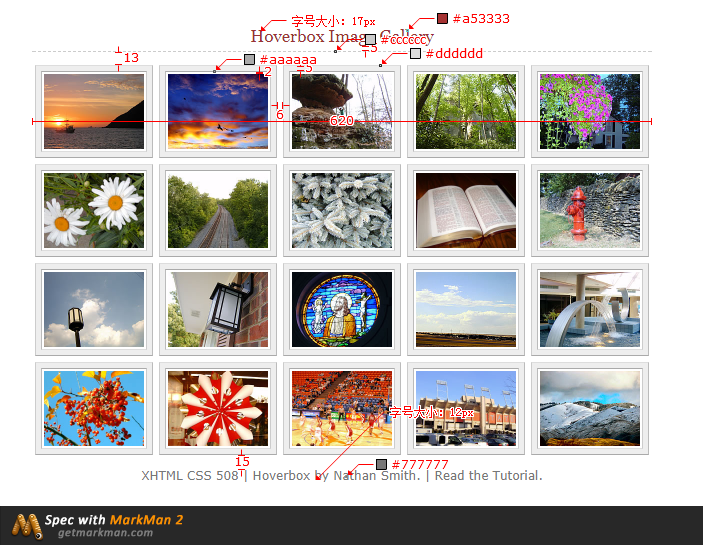 字号大小: 17px
#a53333
Hoverbox Image Gallery
#cccccc
5
#dddddd
13
#aaaaaa
5
2
6
620
字号大小: 12px
15
#777777
XHTML CSS 508 | Hoverbox by Nathan Smith. | Read the Tutorial.
Spec with MarkMan 2
getmarkman.com